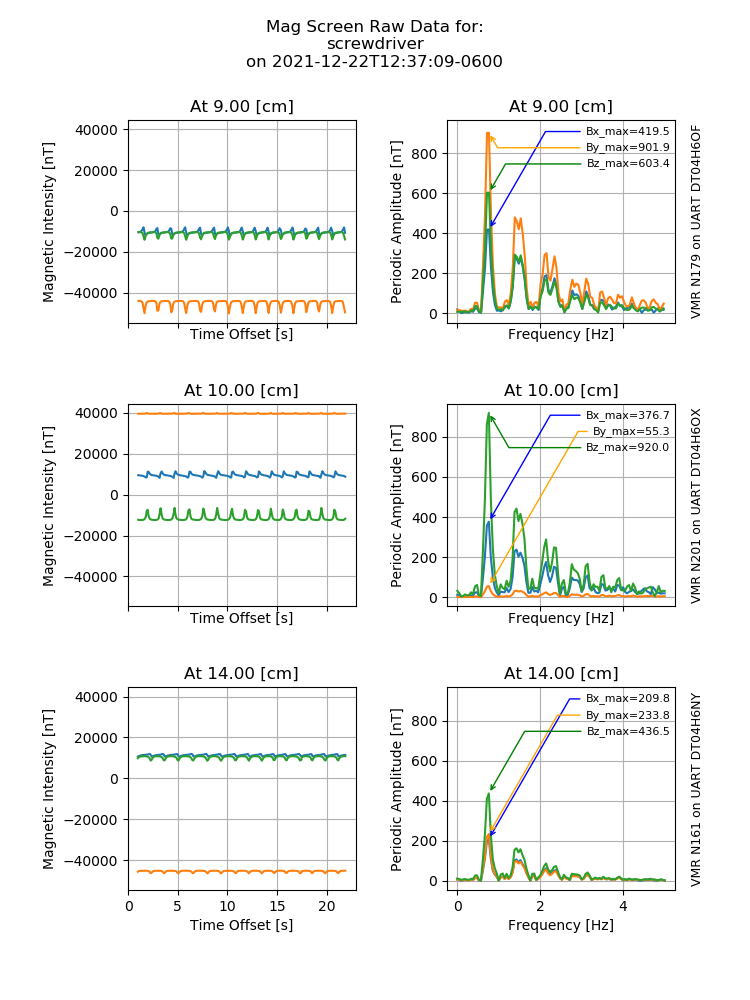 Mag Screen Raw Data for:
screwdriver
on 2021-12-22T12:37:09-0600
At 9.00 [cm]
Magnetic Intensity [nT]
40000
20000
0
−20000
−40000
Time Offset [s]
At 9.00 [cm]
Periodic Amplitude [nT]
800
600
400
200
0
Bx_max=419.5
By_max=901.9
Bz_max=603.4
Frequency [Hz]
VMR N179 on UART DT04H6OF
At 10.00 [cm]
Magnetic Intensity [nT]
40000
20000
0
−20000
−40000
Time Offset [s]
At 10.00 [cm]
Periodic Amplitude [nT]
800
600
400
200
0
Bx_max=376.7
By_max=55.3
Bz_max=920.0
Frequency [Hz]
VMR N201 on UART DT04H6OX
At 14.00 [cm]
Magnetic Intensity [nT]
40000
20000
0
−20000
−40000
0 5 10 15 20
Time Offset [s]
At 14.00 [cm]
Periodic Amplitude [nT]
800
600
400
200
0
Bx_max=209.8
By_max=233.8
Bz_max=436.5
0 2 4
Frequency [Hz]
VMR N161 on UART DT04H6NY